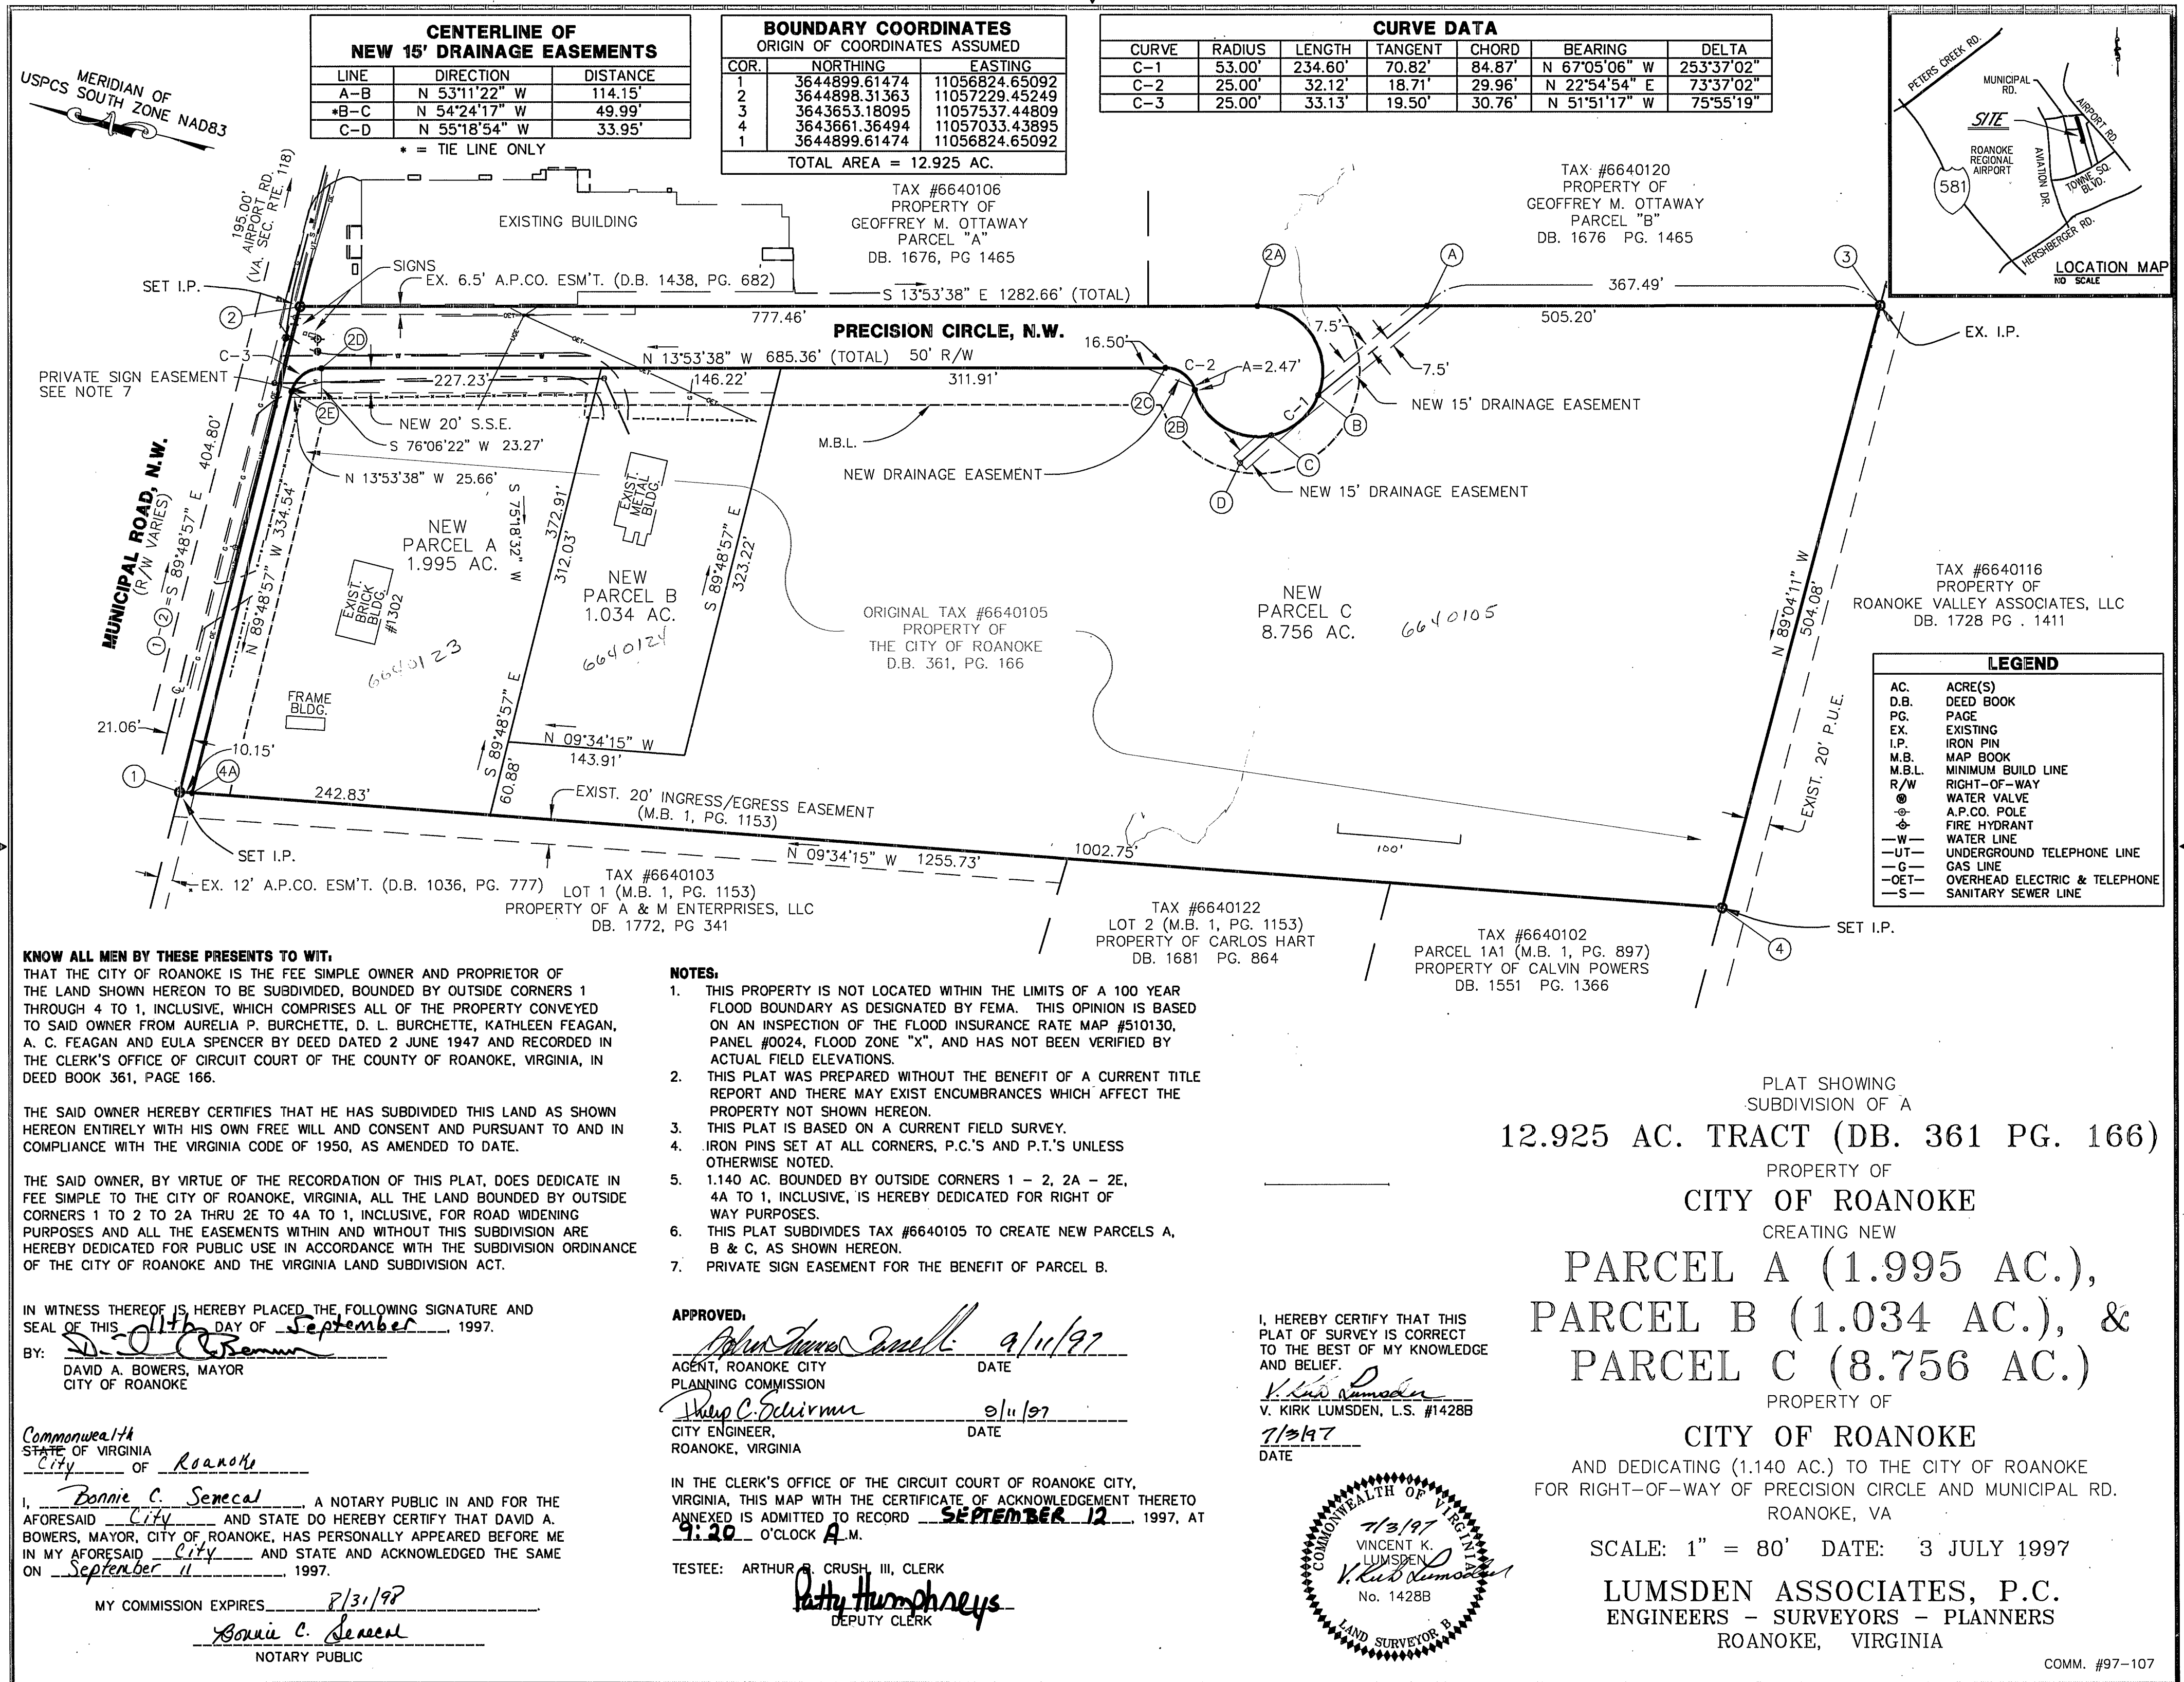 CENTERLINE OF
NEW 15' DRAINAGE EASEMENTS
LINE DIRECTION DISTANCE
A-B N 53°11'22" W 114.15'
*B-C N 54°24'17" W 49.99'
C-D N 55°18'54" W 33.95'
* = TIE LINE ONLY
BOUNDARY COORDINATES
ORIGIN OF COORDINATES ASSUMED
COR. NORTHING EASTING
1 3644899.61474 11056824.65092
2 3644898.31363 11057229.45249
3 3643653.18095 11057537.44809
4 3643661.36494 11057033.43895
1 3644899.61474 11056824.65092
TOTAL AREA = 12.925 AC.
CURVE DATA
CURVE RADIUS LENGTH TANGENT CHORD BEARING DELTA
C-1 53.00' 234.60' 70.82' 84.87' N 67°05'06" W 253°37'02"
C-2 25.00' 32.12' 18.71' 29.96' N 22°54'54" E 73°37'02"
C-3 25.00' 33.13' 19.50' 30.76' N 51°51'17" W 75°55'19"
PETERS CREEK RD.
MUNICIPAL
RD.
AIRPORT RD.
SITE
ROANOKE
REGIONAL
AIRPORT
AVIATION DR.
TOWNE SQ.
BLVD.
581
HERSHBERGER RD.
LOCATION MAP
NO SCALE
MERIDIAN OF
USPCS SOUTH ZONE NAD83
195.00'
AIRPORT RD.
(VA. SEC. RTE. 118)
EXISTING BUILDING
TAX #6640106
PROPERTY OF
GEOFFREY M. OTTAWAY
PARCEL "A"
DB. 1676, PG 1465
TAX #6640120
PROPERTY OF
GEOFFREY M. OTTAWAY
PARCEL "B"
DB. 1676 PG. 1465
SET I.P.
SIGNS
EX. 6.5' A.P.CO. ESM'T. (D.B. 1438, PG. 682)
S 13°53'38" E 1282.66' (TOTAL)
2A
A
367.49'
3
2
777.46'
505.20'
EX. I.P.
PRECISION CIRCLE, N.W.
7.5'
C-3
2D
N 13°53'38" W 685.36' (TOTAL) 50' R/W
16.50'
C-2
A=2.47'
7.5'
PRIVATE SIGN EASEMENT
SEE NOTE 7
227.23'
146.22'
311.91'
2E
2C
2B
C-1
B
NEW 15' DRAINAGE EASEMENT
NEW 20' S.S.E.
S 76°06'22" W 23.27'
N 13°53'38" W 25.66'
M.B.L.
NEW DRAINAGE EASEMENT
C
D
NEW 15' DRAINAGE EASEMENT
MUNICIPAL ROAD, N.W.
(R/W VARIES)
1-2 = S 89°48'57" E 404.80'
N 89°48'57" W 334.54'
NEW
PARCEL A
1.995 AC.
S 75°18'32" W
372.91'
312.03'
EXIST.
METAL
BLDG.
EXIST.
BRICK
BLDG.
#1302
6640123
NEW
PARCEL B
1.034 AC.
6640124
S 89°48'57" E
323.22'
ORIGINAL TAX #6640105
PROPERTY OF
THE CITY OF ROANOKE
D.B. 361, PG. 166
NEW
PARCEL C
8.756 AC.
6640105
N 89°04'11" W
504.08'
EXIST. 20' P.U.E.
TAX #6640116
PROPERTY OF
ROANOKE VALLEY ASSOCIATES, LLC
DB. 1728 PG . 1411
FRAME
BLDG.
21.06'
10.15'
1
4A
242.83'
S 89°48'57" E
60.88'
N 09°34'15" W
143.91'
EXIST. 20' INGRESS/EGRESS EASEMENT
(M.B. 1, PG. 1153)
SET I.P.
N 09°34'15" W 1255.73'
1002.75'
100'
EX. 12' A.P.CO. ESM'T. (D.B. 1036, PG. 777)
TAX #6640103
LOT 1 (M.B. 1, PG. 1153)
PROPERTY OF A & M ENTERPRISES, LLC
DB. 1772, PG 341
TAX #6640122
LOT 2 (M.B. 1, PG. 1153)
PROPERTY OF CARLOS HART
DB. 1681 PG. 864
TAX #6640102
PARCEL 1A1 (M.B. 1, PG. 897)
PROPERTY OF CALVIN POWERS
DB. 1551 PG. 1366
SET I.P.
4
LEGEND
AC. ACRE(S)
D.B. DEED BOOK
PG. PAGE
EX. EXISTING
I.P. IRON PIN
M.B. MAP BOOK
M.B.L. MINIMUM BUILD LINE
R/W RIGHT-OF-WAY
WATER VALVE
A.P.CO. POLE
FIRE HYDRANT
—W— WATER LINE
—UT— UNDERGROUND TELEPHONE LINE
—G— GAS LINE
—OET— OVERHEAD ELECTRIC & TELEPHONE
—S— SANITARY SEWER LINE
KNOW ALL MEN BY THESE PRESENTS TO WIT:
THAT THE CITY OF ROANOKE IS THE FEE SIMPLE OWNER AND PROPRIETOR OF
THE LAND SHOWN HEREON TO BE SUBDIVIDED, BOUNDED BY OUTSIDE CORNERS 1
THROUGH 4 TO 1, INCLUSIVE, WHICH COMPRISES ALL OF THE PROPERTY CONVEYED
TO SAID OWNER FROM AURELIA P. BURCHETTE, D. L. BURCHETTE, KATHLEEN FEAGAN,
A. C. FEAGAN AND EULA SPENCER BY DEED DATED 2 JUNE 1947 AND RECORDED IN
THE CLERK'S OFFICE OF CIRCUIT COURT OF THE COUNTY OF ROANOKE, VIRGINIA, IN
DEED BOOK 361, PAGE 166.
THE SAID OWNER HEREBY CERTIFIES THAT HE HAS SUBDIVIDED THIS LAND AS SHOWN
HEREON ENTIRELY WITH HIS OWN FREE WILL AND CONSENT AND PURSUANT TO AND IN
COMPLIANCE WITH THE VIRGINIA CODE OF 1950, AS AMENDED TO DATE.
THE SAID OWNER, BY VIRTUE OF THE RECORDATION OF THIS PLAT, DOES DEDICATE IN
FEE SIMPLE TO THE CITY OF ROANOKE, VIRGINIA, ALL THE LAND BOUNDED BY OUTSIDE
CORNERS 1 TO 2 TO 2A THRU 2E TO 4A TO 1, INCLUSIVE, FOR ROAD WIDENING
PURPOSES AND ALL THE EASEMENTS WITHIN AND WITHOUT THIS SUBDIVISION ARE
HEREBY DEDICATED FOR PUBLIC USE IN ACCORDANCE WITH THE SUBDIVISION ORDINANCE
OF THE CITY OF ROANOKE AND THE VIRGINIA LAND SUBDIVISION ACT.
IN WITNESS THEREOF IS HEREBY PLACED THE FOLLOWING SIGNATURE AND
SEAL OF THIS 11th DAY OF September, 1997.
BY:
DAVID A. BOWERS, MAYOR
CITY OF ROANOKE
Commonwealth
STATE OF VIRGINIA
City OF Roanoke
I, Bonnie C. Senecal, A NOTARY PUBLIC IN AND FOR THE
AFORESAID City AND STATE DO HEREBY CERTIFY THAT DAVID A.
BOWERS, MAYOR, CITY OF ROANOKE, HAS PERSONALLY APPEARED BEFORE ME
IN MY AFORESAID City AND STATE AND ACKNOWLEDGED THE SAME
ON September 11, 1997.
MY COMMISSION EXPIRES 8/31/98.
Bonnie C. Senecal
NOTARY PUBLIC
NOTES:
1. THIS PROPERTY IS NOT LOCATED WITHIN THE LIMITS OF A 100 YEAR
FLOOD BOUNDARY AS DESIGNATED BY FEMA. THIS OPINION IS BASED
ON AN INSPECTION OF THE FLOOD INSURANCE RATE MAP #510130,
PANEL #0024, FLOOD ZONE "X", AND HAS NOT BEEN VERIFIED BY
ACTUAL FIELD ELEVATIONS.
2. THIS PLAT WAS PREPARED WITHOUT THE BENEFIT OF A CURRENT TITLE
REPORT AND THERE MAY EXIST ENCUMBRANCES WHICH AFFECT THE
PROPERTY NOT SHOWN HEREON.
3. THIS PLAT IS BASED ON A CURRENT FIELD SURVEY.
4. IRON PINS SET AT ALL CORNERS, P.C.'S AND P.T.'S UNLESS
OTHERWISE NOTED.
5. 1.140 AC. BOUNDED BY OUTSIDE CORNERS 1 - 2, 2A - 2E,
4A TO 1, INCLUSIVE, IS HEREBY DEDICATED FOR RIGHT OF
WAY PURPOSES.
6. THIS PLAT SUBDIVIDES TAX #6640105 TO CREATE NEW PARCELS A,
B & C, AS SHOWN HEREON.
7. PRIVATE SIGN EASEMENT FOR THE BENEFIT OF PARCEL B.
APPROVED:
9/11/97
AGENT, ROANOKE CITY DATE
PLANNING COMMISSION
Philip C. Schirmer 9/11/97
CITY ENGINEER, DATE
ROANOKE, VIRGINIA
IN THE CLERK'S OFFICE OF THE CIRCUIT COURT OF ROANOKE CITY,
VIRGINIA, THIS MAP WITH THE CERTIFICATE OF ACKNOWLEDGEMENT THERETO
ANNEXED IS ADMITTED TO RECORD SEPTEMBER 12, 1997, AT
9:20 O'CLOCK A.M.
TESTEE: ARTHUR B. CRUSH, III, CLERK
Patty Humphreys
DEPUTY CLERK
I, HEREBY CERTIFY THAT THIS
PLAT OF SURVEY IS CORRECT
TO THE BEST OF MY KNOWLEDGE
AND BELIEF.
V. Kirk Lumsden
V. KIRK LUMSDEN, L.S. #1428B
7/3/97
DATE
COMMONWEALTH OF VIRGINIA
7/3/97
VINCENT K.
LUMSDEN
V. Kirk Lumsden
No. 1428B
LAND SURVEYOR B
PLAT SHOWING
SUBDIVISION OF A
12.925 AC. TRACT (DB. 361 PG. 166)
PROPERTY OF
CITY OF ROANOKE
CREATING NEW
PARCEL A (1.995 AC.),
PARCEL B (1.034 AC.), &
PARCEL C (8.756 AC.)
PROPERTY OF
CITY OF ROANOKE
AND DEDICATING (1.140 AC.) TO THE CITY OF ROANOKE
FOR RIGHT-OF-WAY OF PRECISION CIRCLE AND MUNICIPAL RD.
ROANOKE, VA
SCALE: 1" = 80' DATE: 3 JULY 1997
LUMSDEN ASSOCIATES, P.C.
ENGINEERS - SURVEYORS - PLANNERS
ROANOKE, VIRGINIA
COMM. #97-107